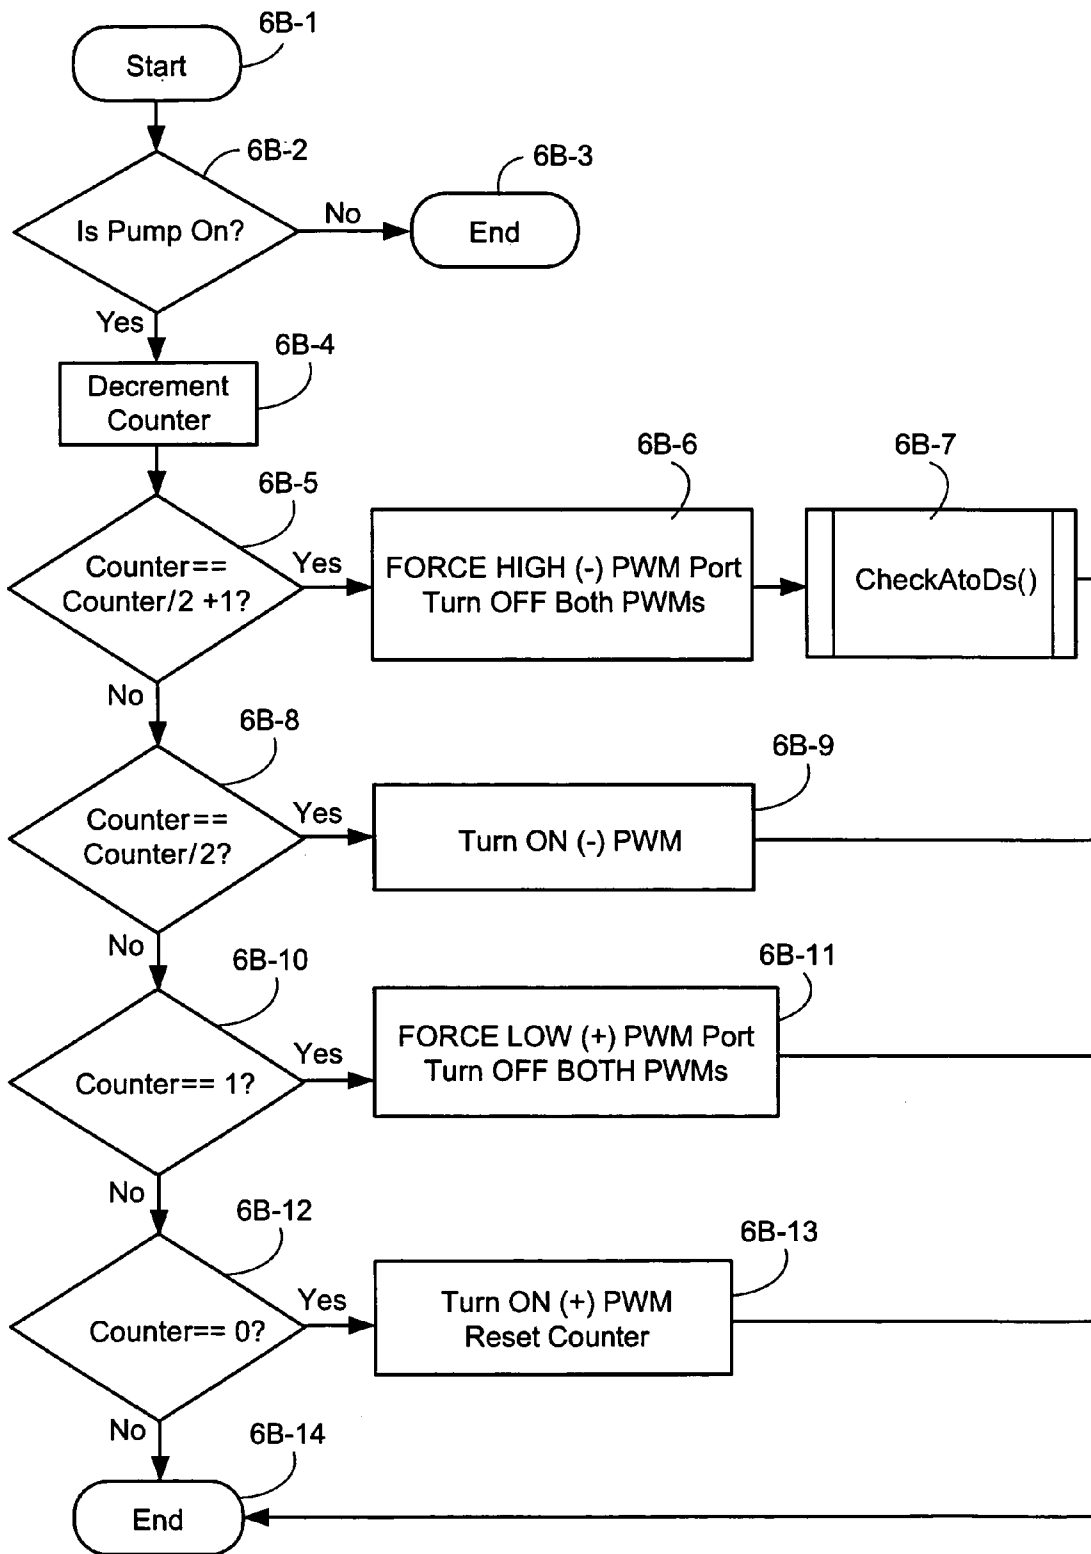 6B-1
Start
6B-2
6B-3
Is Pump On?
No
End
Yes
6B-4
Decrement
Counter
6B-5
6B-6
6B-7
Counter==
Counter/2 +1?
Yes
FORCE HIGH (-) PWM Port
Turn OFF Both PWMs
CheckAtoDs()
No
6B-8
6B-9
Counter==
Counter/2?
Yes
Turn ON (-) PWM
No
6B-10
6B-11
Counter== 1?
Yes
FORCE LOW (+) PWM Port
Turn OFF BOTH PWMs
No
6B-12
6B-13
Counter== 0?
Yes
Turn ON (+) PWM
Reset Counter
No
6B-14
End